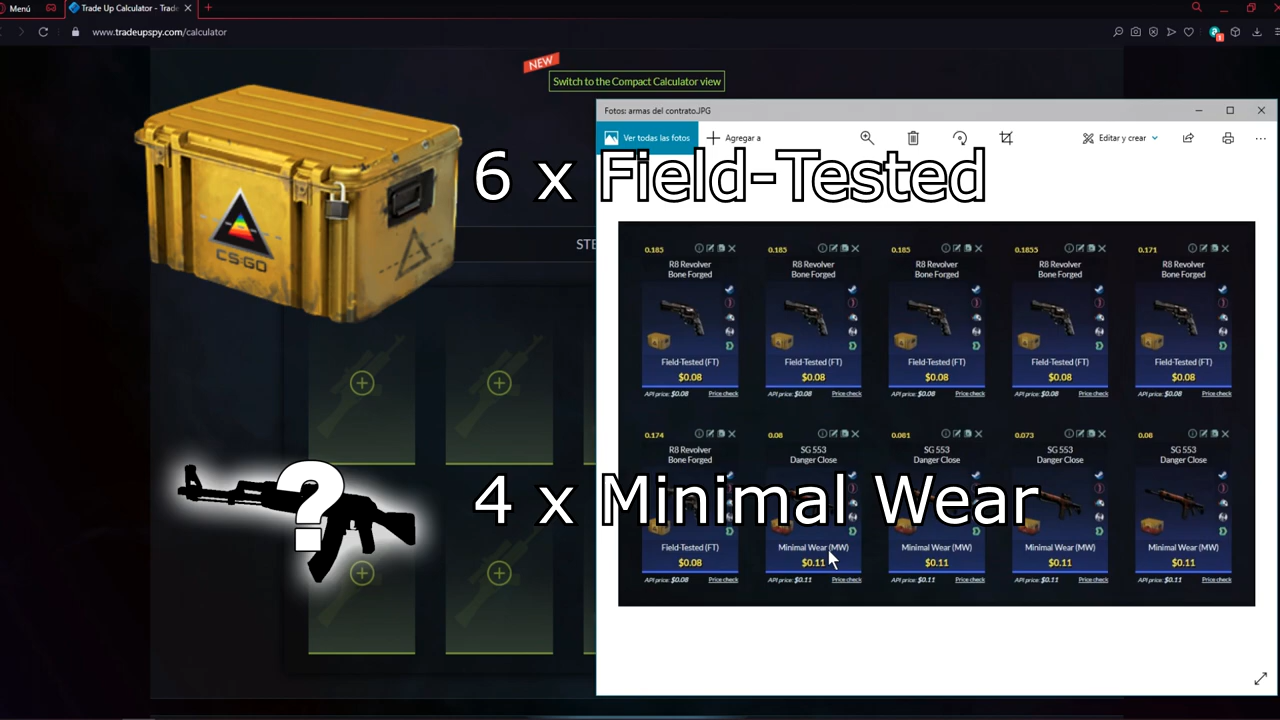 Menú
Trade Up Calculator - Trade
www.tradeupspy.com/calculator
1
NEW
Switch to the Compact Calculator view
Fotos: armas del contrato.JPG
Ver todas las fotos
Agregar a
Editar y crear
6 x Field-Tested
CS:GO
0.185
0.185
0.185
0.1855
0.171
R8 Revolver
Bone Forged
R8 Revolver
Bone Forged
R8 Revolver
Bone Forged
R8 Revolver
Bone Forged
R8 Revolver
Bone Forged
Field-Tested (FT)
Field-Tested (FT)
Field-Tested (FT)
Field-Tested (FT)
Field-Tested (FT)
$0.08
$0.08
$0.08
$0.08
$0.08
API price: $0.08 Price check
API price: $0.08 Price check
API price: $0.08 Price check
API price: $0.08 Price check
API price: $0.08 Price check
0.174
0.08
0.081
0.073
0.08
R8 Revolver
Bone Forged
SG 553
Danger Close
SG 553
Danger Close
SG 553
Danger Close
SG 553
Danger Close
?
4 x Minimal Wear
Field-Tested (FT)
Minimal Wear (MW)
Minimal Wear (MW)
Minimal Wear (MW)
Minimal Wear (MW)
$0.08
$0.11
$0.11
$0.11
$0.11
API price: $0.08 Price check
API price: $0.11 Price check
API price: $0.11 Price check
API price: $0.11 Price check
API price: $0.11 Price check